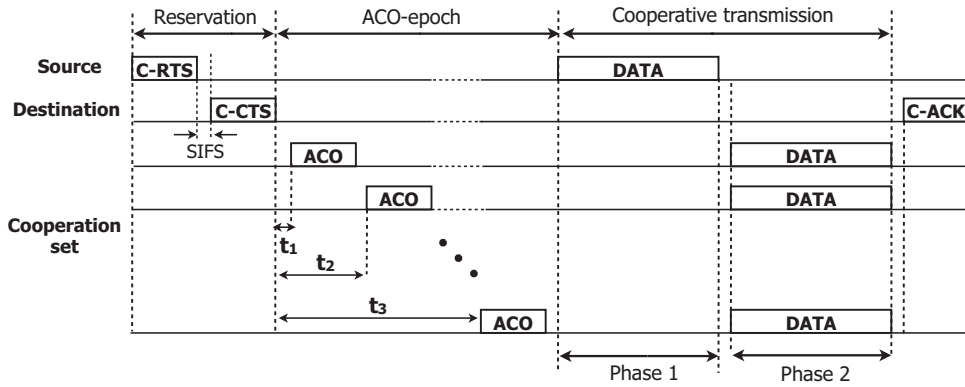 Reservation ACO-epoch Cooperative transmission
Source C-RTS DATA
Destination C-CTS C-ACK
SIFS
ACO DATA
ACO DATA
Cooperation
set
t1
t2
t3
ACO DATA
Phase 1 Phase 2